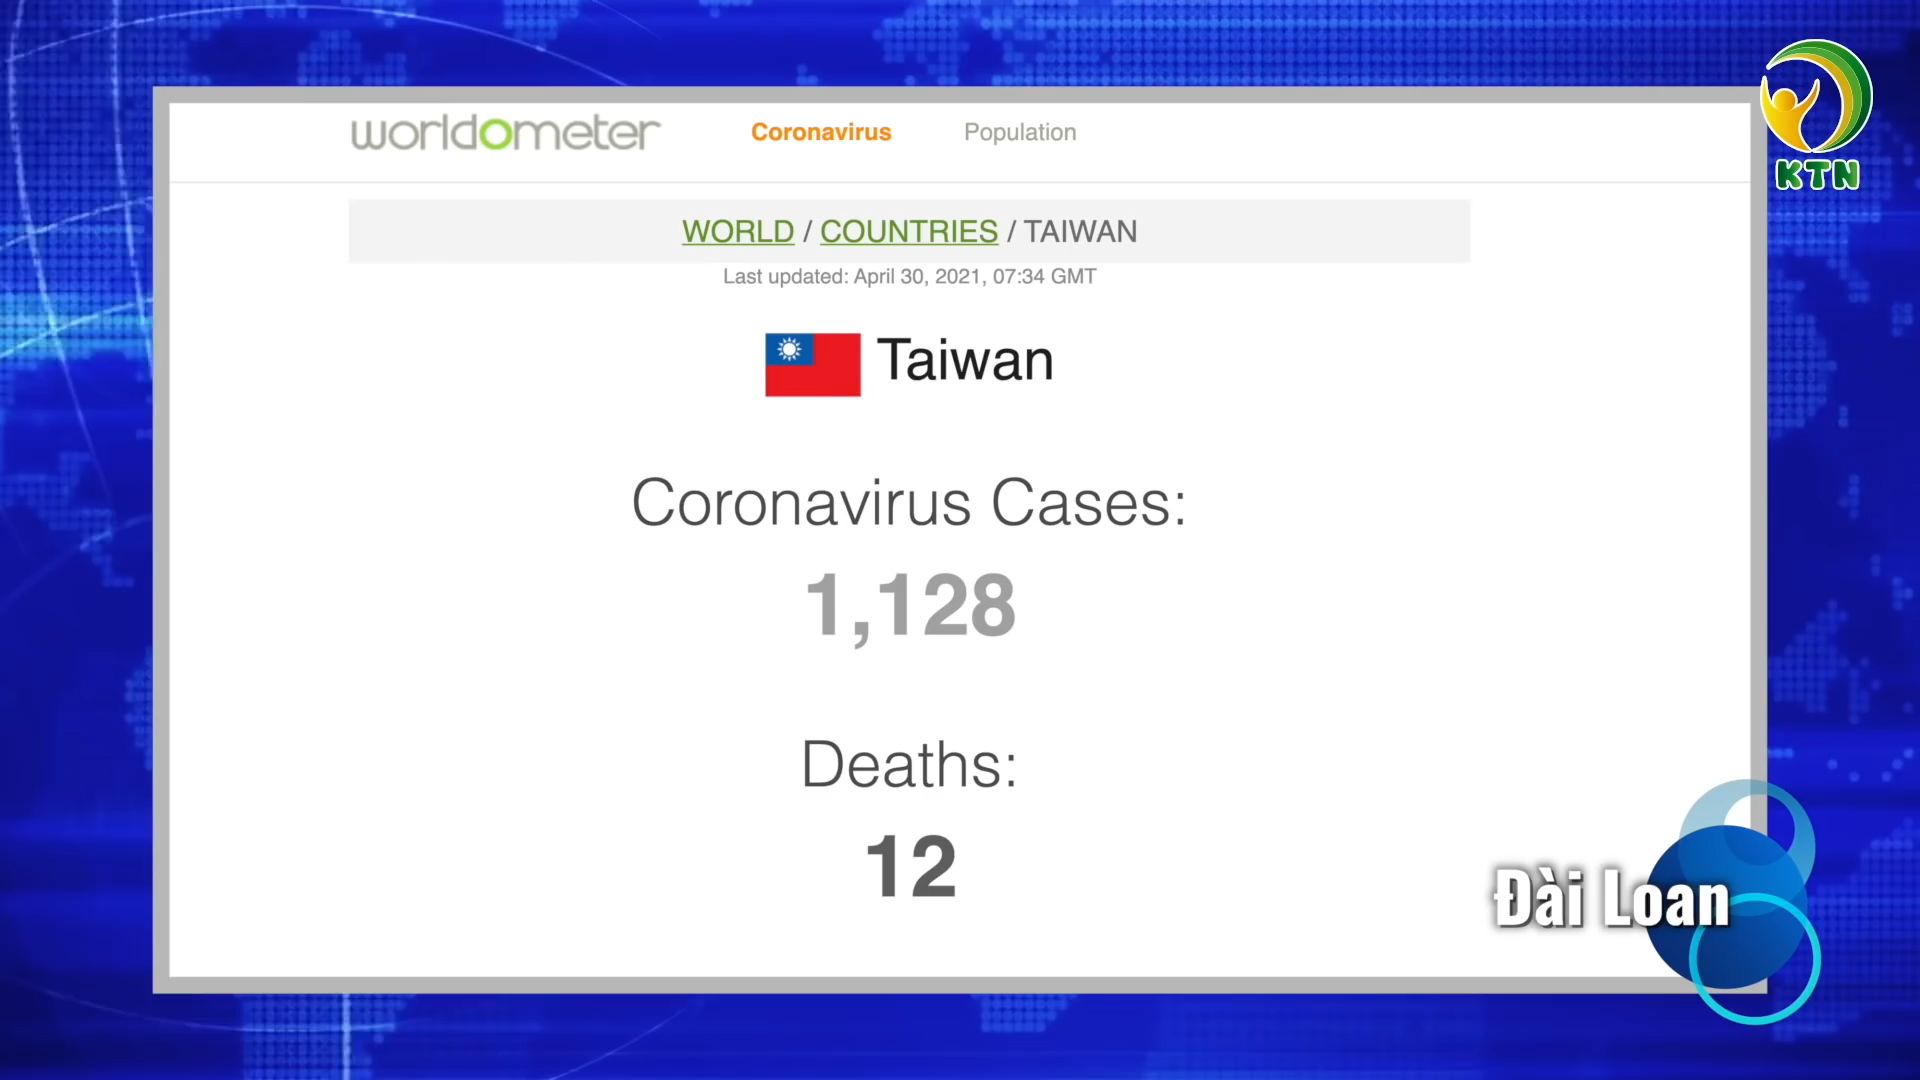 worldometer
Coronavirus
Population
KTN
WORLD / COUNTRIES / TAIWAN
Last updated: April 30, 2021, 07:34 GMT
Taiwan
Coronavirus Cases:
1,128
Deaths:
12
Đài Loan